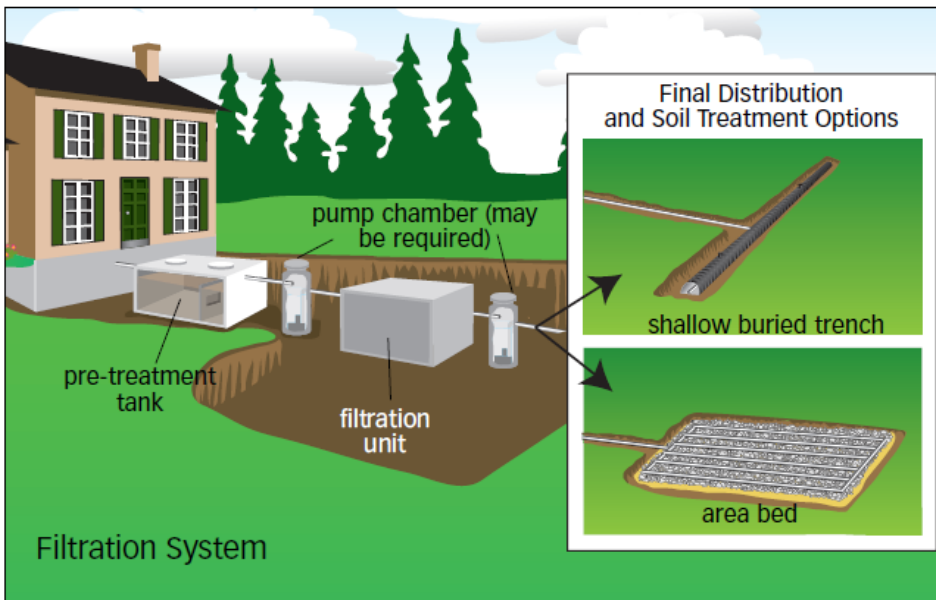 Final Distribution
and Soil Treatment Options
pump chamber (may
be required)
shallow buried trench
pre-treatment
tank
filtration
unit
area bed
Filtration System